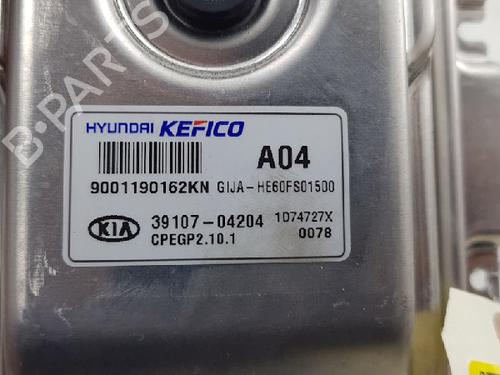 B-PARTS
HYUNDAI KEFICO
A04
9001190162KN GIJA-HE60FS01500
KIA 39107-04204 1D74727X
CPEGP2.10.1 0078